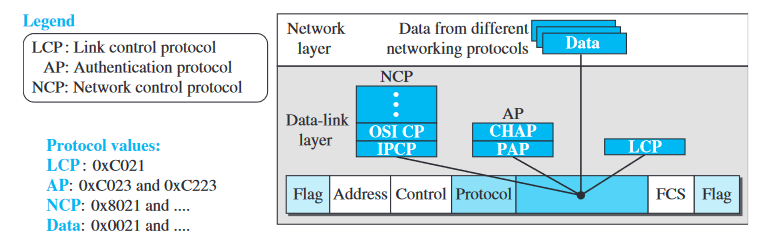 Legend
LCP: Link control protocol
AP: Authentication protocol
NCP: Network control protocol
Protocol values:
LCP: 0xC021
AP: 0xC023 and 0xC223
NCP: 0x8021 and ....
Data: 0x0021 and ....
Network
layer
Data from different
networking protocols
Data
Data-link
layer
NCP
OSI CP
IPCP
AP
CHAP
PAP
LCP
Flag Address Control Protocol FCS Flag